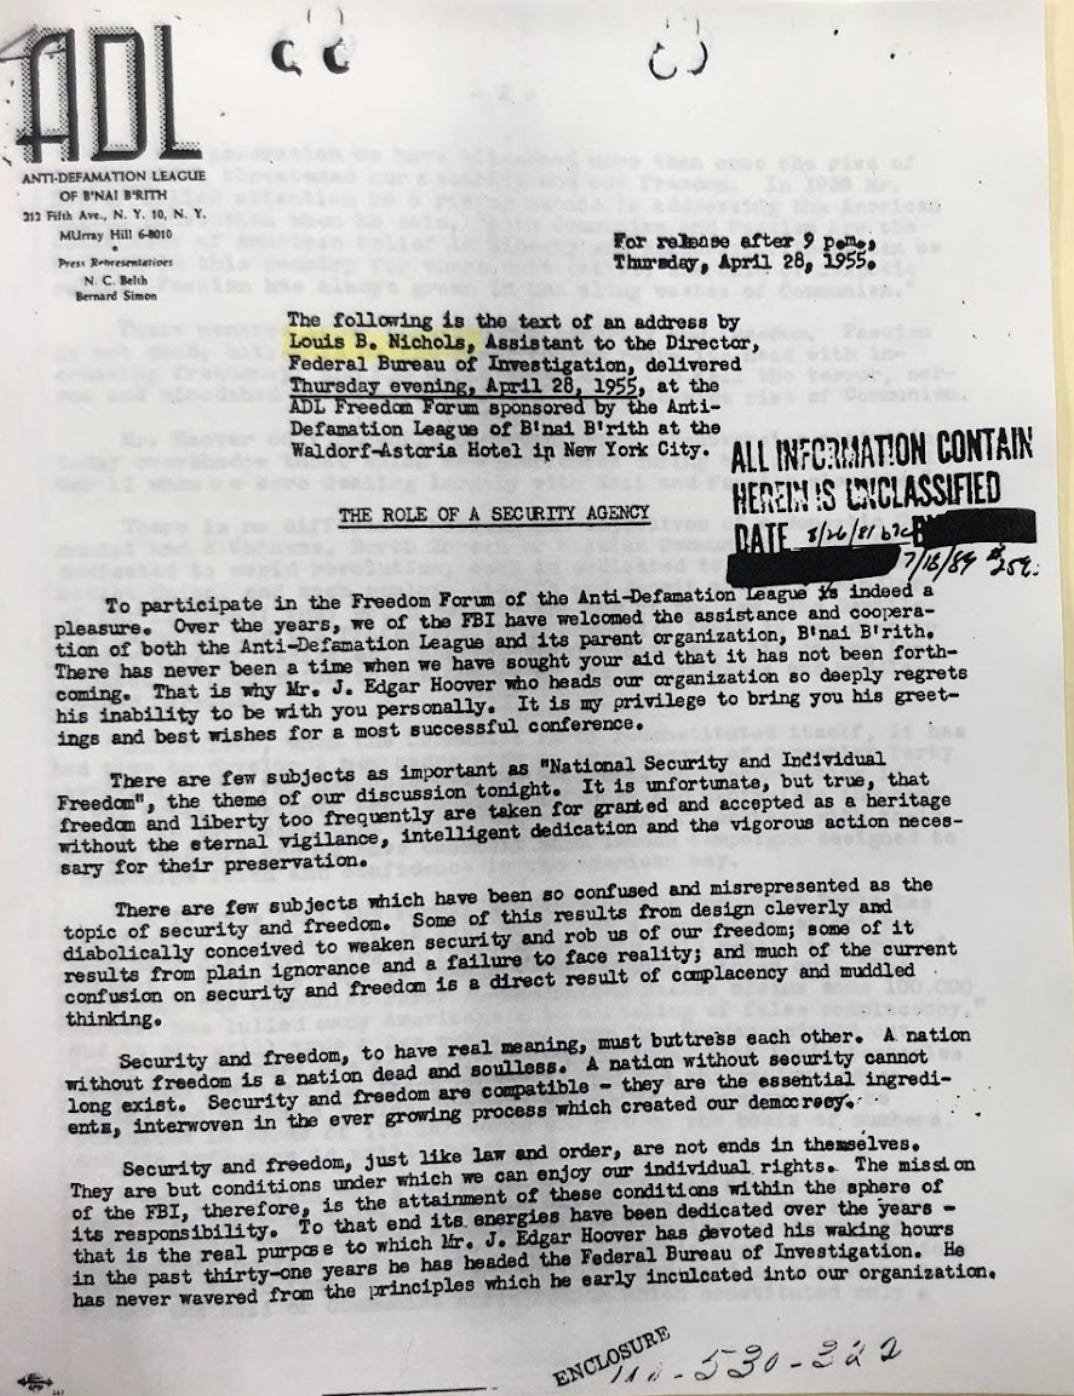 ADL
ANTI-DEFAMATION LEAGUE
OF B'NAI B'RITH
212 Fifth Ave., N. Y. 10, N. Y.
MUrray Hill 6-8010
Press Representatives
N. C. Belth
Bernard Simon
For release after 9 p.m.,
Thursday, April 28, 1955.
The following is the text of an address by
Louis B. Nichols, Assistant to the Director,
Federal Bureau of Investigation, delivered
Thursday evening, April 28, 1955, at the
ADL Freedom Forum sponsored by the Anti-
Defamation League of B'nai B'rith at the
Waldorf-Astoria Hotel in New York City.
ALL INFORMATION CONTAIN
HEREIN IS UNCLASSIFIED
DATE 8/26/81
7/18/89
THE ROLE OF A SECURITY AGENCY
To participate in the Freedom Forum of the Anti-Defamation League is indeed a
pleasure. Over the years, we of the FBI have welcomed the assistance and coopera-
tion of both the Anti-Defamation League and its parent organization, B'nai B'rith.
There has never been a time when we have sought your aid that it has not been forth-
coming. That is why Mr. J. Edgar Hoover who heads our organization so deeply regrets
his inability to be with you personally. It is my privilege to bring you his greet-
ings and best wishes for a most successful conference.
There are few subjects as important as "National Security and Individual
Freedom", the theme of our discussion tonight. It is unfortunate, but true, that
freedom and liberty too frequently are taken for granted and accepted as a heritage
without the eternal vigilance, intelligent dedication and the vigorous action neces-
sary for their preservation.
There are few subjects which have been so confused and misrepresented as the
topic of security and freedom. Some of this results from design cleverly and
diabolically conceived to weaken security and rob us of our freedom; some of it
results from plain ignorance and a failure to face reality; and much of the current
confusion on security and freedom is a direct result of complacency and muddled
thinking.
Security and freedom, to have real meaning, must buttress each other. A nation
without freedom is a nation dead and soulless. A nation without security cannot
long exist. Security and freedom are compatible - they are the essential ingredi-
ents, interwoven in the ever growing process which created our democracy.
Security and freedom, just like law and order, are not ends in themselves.
They are but conditions under which we can enjoy our individual rights. The mission
of the FBI, therefore, is the attainment of these conditions within the sphere of
its responsibility. To that end its energies have been dedicated over the years -
that is the real purpose to which Mr. J. Edgar Hoover has devoted his waking hours
in the past thirty-one years he has headed the Federal Bureau of Investigation. He
has never wavered from the principles which he early inculcated into our organization.
ENCLOSURE
530-322